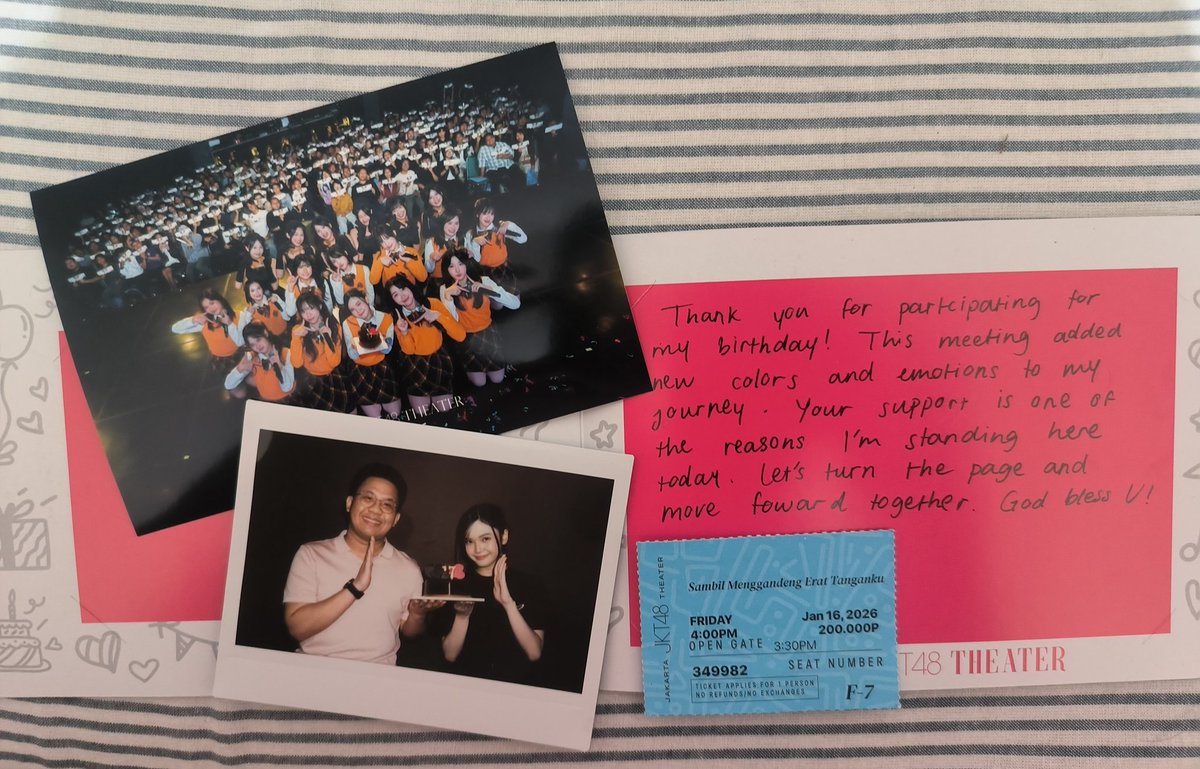 THEATER
Thank you for participating for
my birthday! This meeting added
new colors and emotions to my
journey. Your support is one of
the reasons I'm standing here
today. Let's turn the page and
move foward together. God bless U!
JAKARTA JKT48 THEATER
Sambil Menggandeng Erat Tanganku
FRIDAY Jan 16, 2026
4:00PM 200.000P
OPEN GATE 3:30PM
349982 SEAT NUMBER
TICKET APPLIES FOR 1 PERSON
NO REFUNDS/NO EXCHANGES
F-7
T48 THEATER